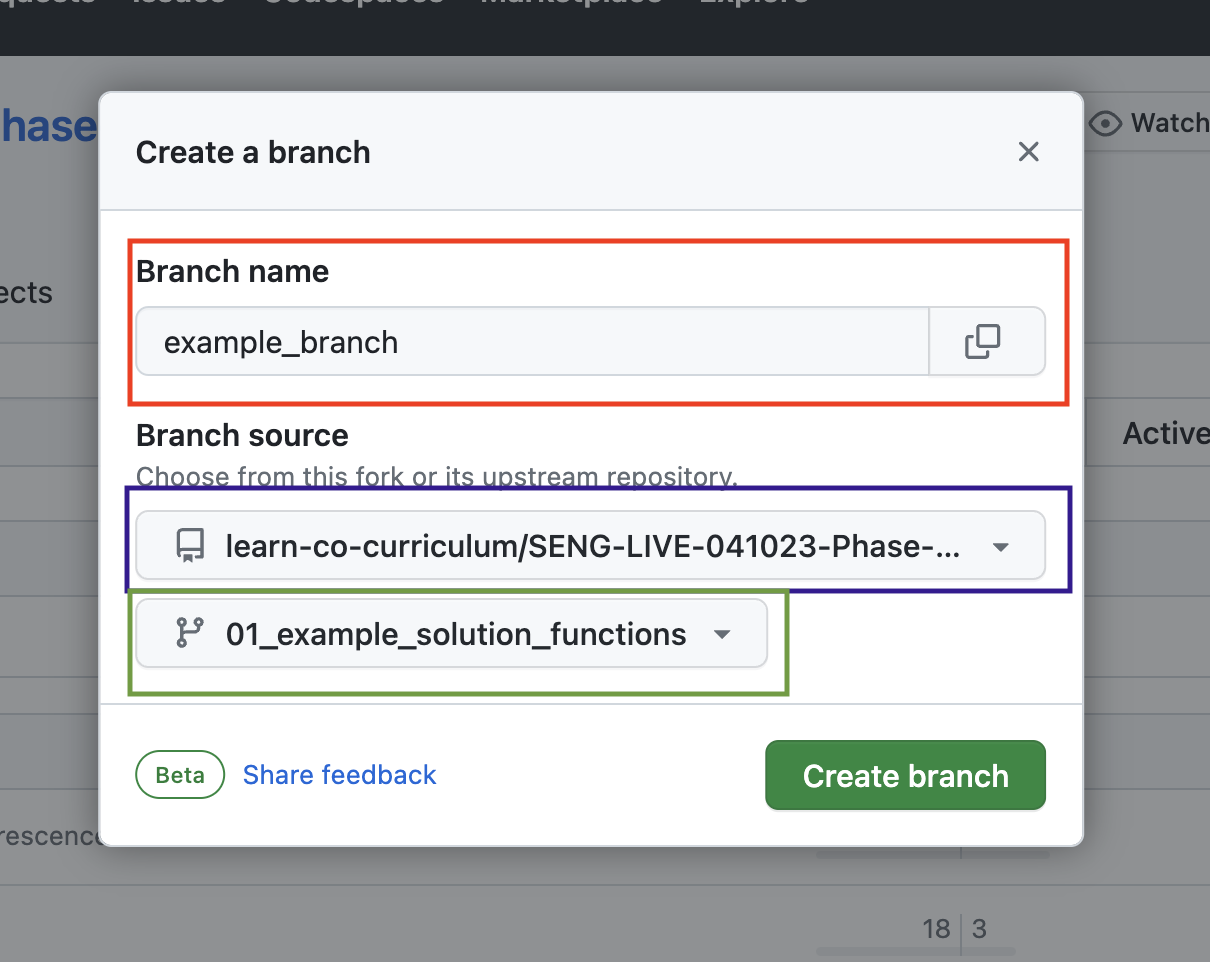 Issues Codespaces Marketplace Explore
hase
Watch
Create a branch
ects
Branch name
example_branch
Branch source
Active
Choose from this fork or its upstream repository.
learn-co-curriculum/SENG-LIVE-041023-Phase-...
01_example_solution_functions
Beta Share feedback Create branch
rescence
18 3